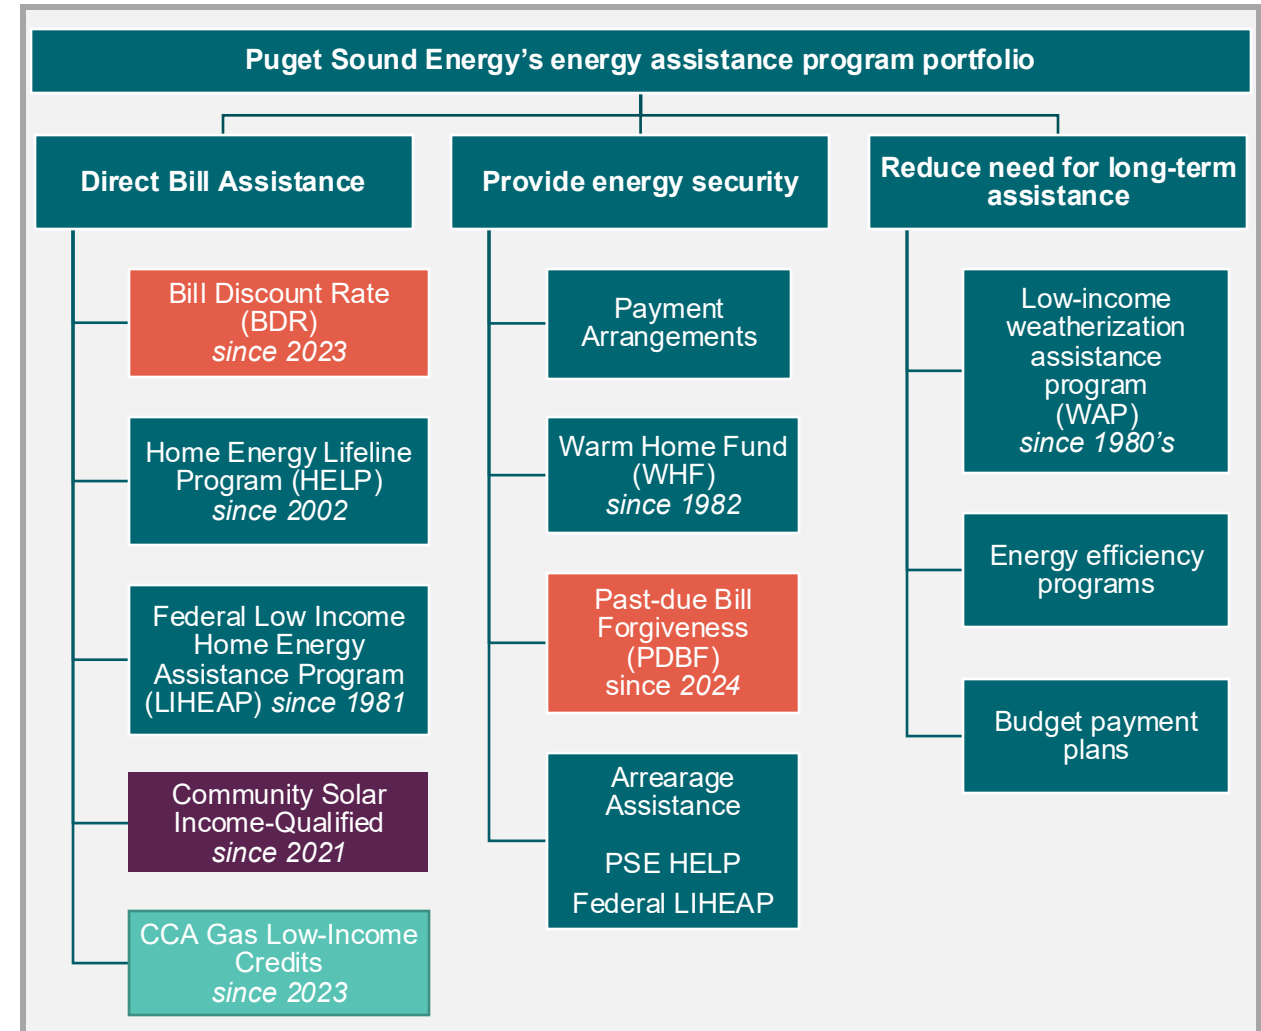 Puget Sound Energy’s energy assistance program portfolio
Direct Bill Assistance
Bill Discount Rate
(BDR)
since 2023
Home Energy Lifeline
Program (HELP)
since 2002
Federal Low Income
Home Energy
Assistance Program
(LIHEAP) since 1981
Community Solar
Income-Qualified
since 2021
CCA Gas Low-Income
Credits
since 2023
Provide energy security
Payment
Arrangements
Warm Home Fund
(WHF)
since 1982
Past-due Bill
Forgiveness
(PDBF)
since 2024
Arrearage
Assistance
PSE HELP
Federal LIHEAP
Reduce need for long-term
assistance
Low-income
weatherization
assistance
program
(WAP)
since 1980’s
Energy efficiency
programs
Budget payment
plans